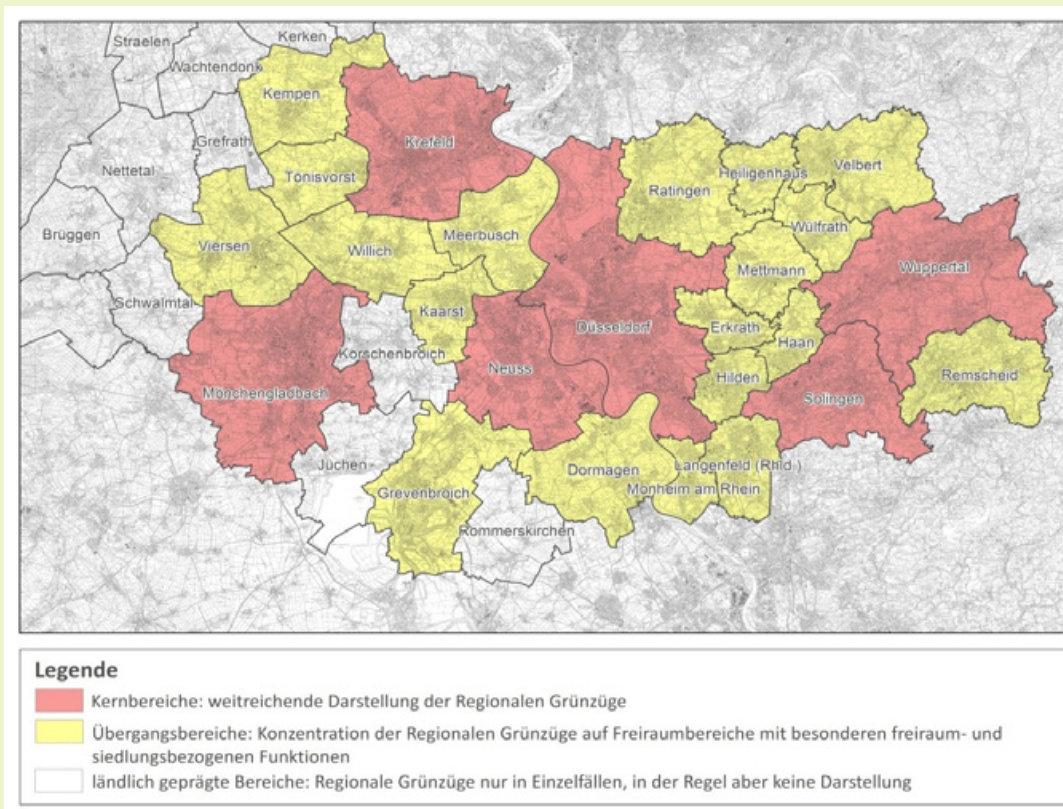 Straelen
Kerken
Wachtendonk
Kempen
Krefeld
Grefrath
Nettetal
Tönisvorst
Ratingen
Heiligenhaus
Velbert
Brüggen
Viersen
Willich
Meerbusch
Wülfrath
Mettmann
Wuppertal
Schwalmtal
Kaarst
Düsseldorf
Erkrath
Haan
Korschenbroich
Neuss
Hilden
Remscheid
Mönchengladbach
Solingen
Jüchen
Dormagen
Langenfeld (Rhld.)
Grevenbroich
Monheim am Rhein
Rommerskirchen
Legende
Kernbereiche: weitreichende Darstellung der Regionalen Grünzüge
Übergangsbereiche: Konzentration der Regionalen Grünzüge auf Freiraumbereiche mit besonderen freiraum- und
siedlungsbezogenen Funktionen
ländlich geprägte Bereiche: Regionale Grünzüge nur in Einzelfällen, in der Regel aber keine Darstellung